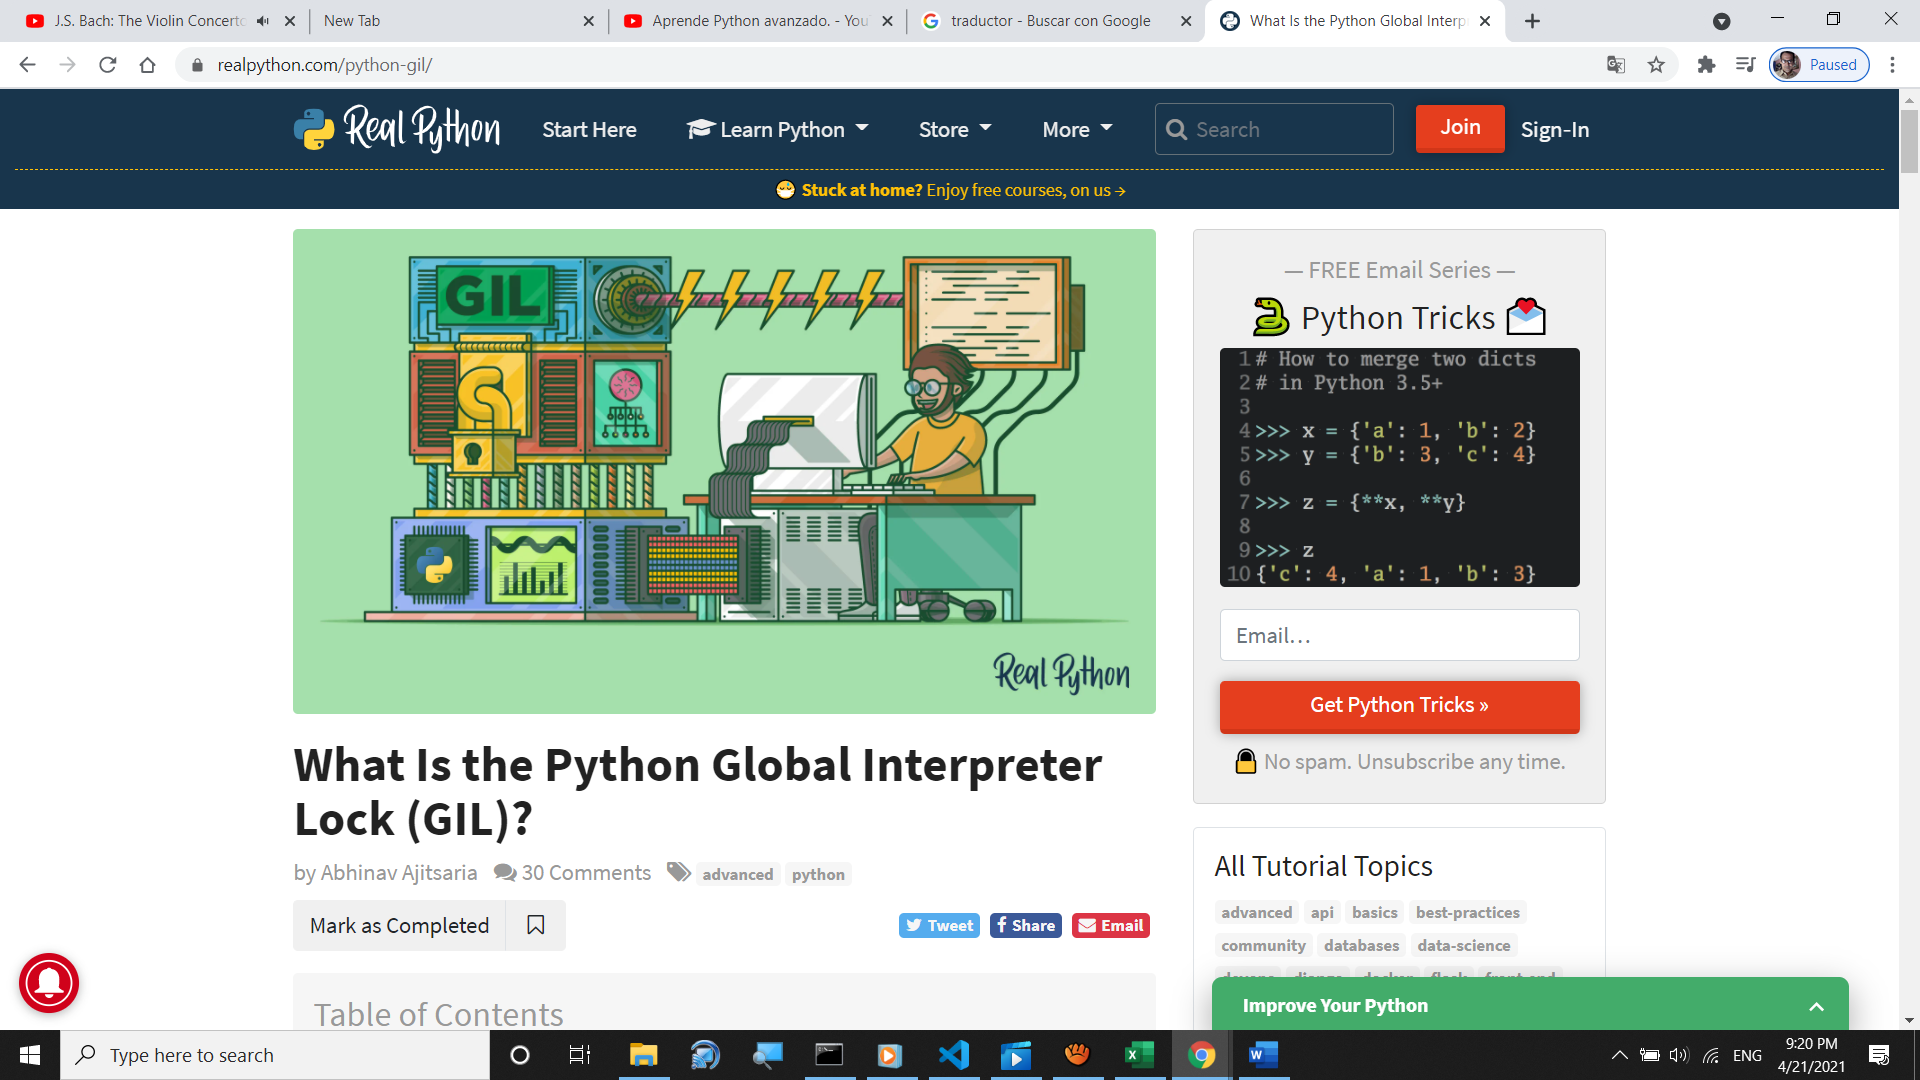 J.S. Bach: The Violin Concerto
New Tab
Aprende Python avanzado. - You
traductor - Buscar con Google
What Is the Python Global Interp
realpython.com/python-gil/
Paused
Real Python
Start Here
Learn Python
Store
More
Search
Join
Sign-In
Stuck at home? Enjoy free courses, on us →
GIL
Real Python
— FREE Email Series —
Python Tricks
1 # How to merge two dicts
2 # in Python 3.5+
3
4 >>> x = {'a': 1, 'b': 2}
5 >>> y = {'b': 3, 'c': 4}
6
7 >>> z = {**x, **y}
8
9 >>> z
10 {'c': 4, 'a': 1, 'b': 3}
Email…
Get Python Tricks »
No spam. Unsubscribe any time.
What Is the Python Global Interpreter
Lock (GIL)?
by Abhinav Ajitsaria 30 Comments advanced python
Mark as Completed
Tweet Share Email
Table of Contents
All Tutorial Topics
advanced api basics best-practices
community databases data-science
devops django docker flask front-end
Improve Your Python
Type here to search
ENG
9:20 PM
4/21/2021